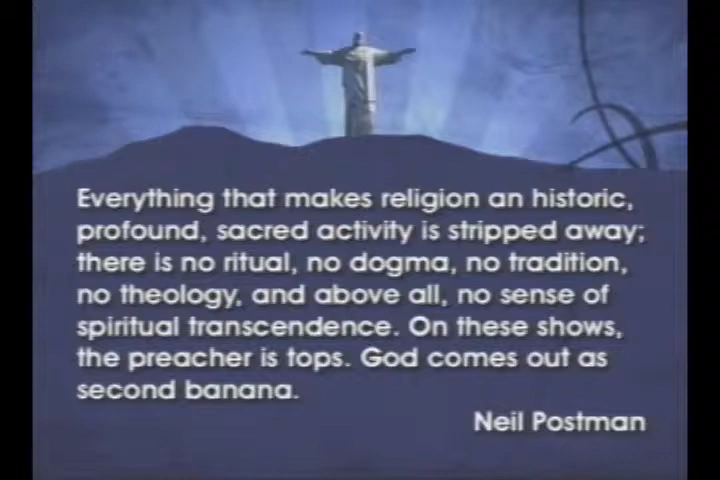 Everything that makes religion an historic,
profound, sacred activity is stripped away;
there is no ritual, no dogma, no tradition,
no theology, and above all, no sense of
spiritual transcendence. On these shows,
the preacher is tops. God comes out as
second banana.
Neil Postman